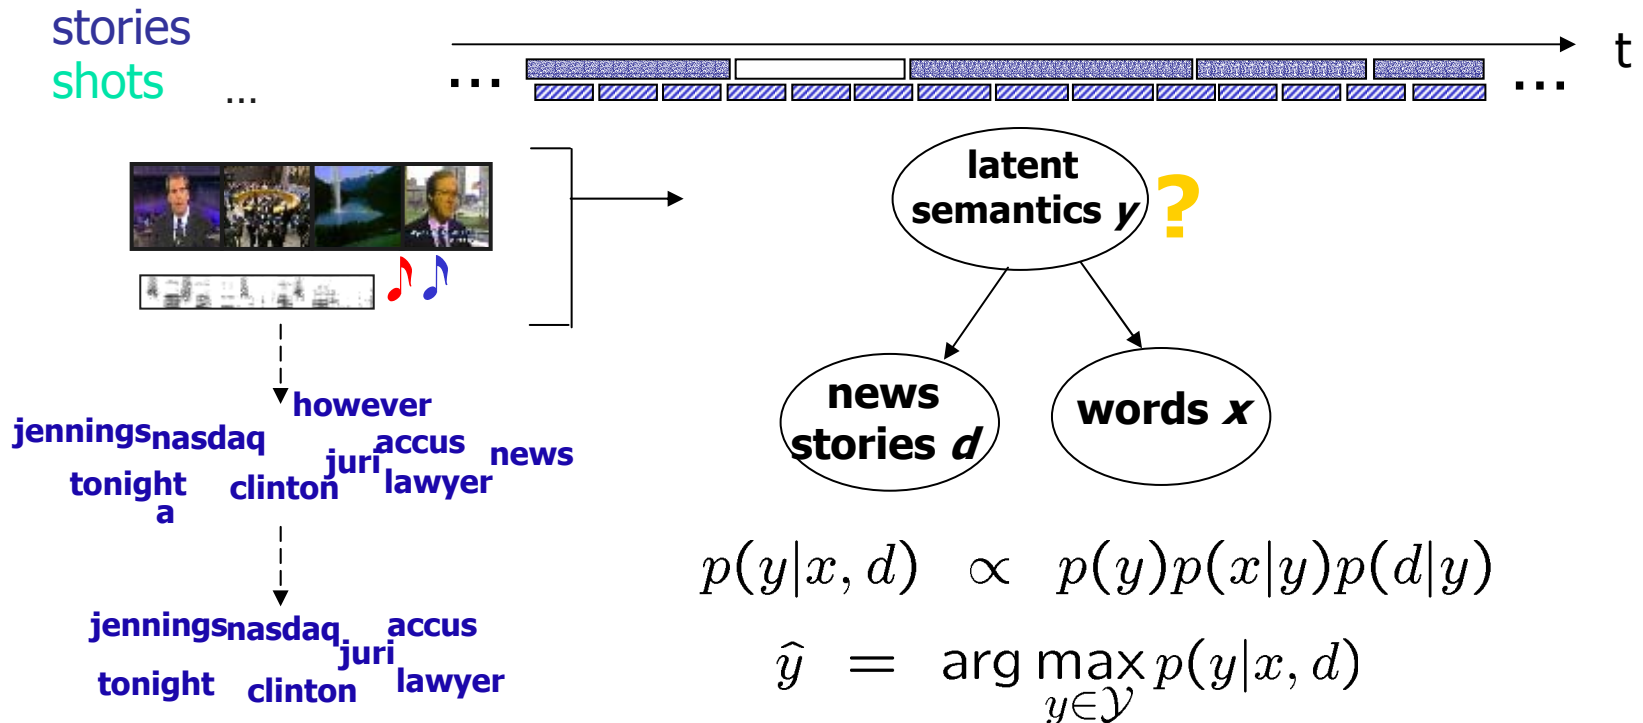 stories
t
shots
...
...
...
latent
semantics y
?
news
stories d
words x
however
jennings
nasdaq
accus
juri
news
tonight
clinton
lawyer
a
p(y|x, d) ∝ p(y)p(x|y)p(d|y)
jennings
nasdaq
accus
juri
tonight
clinton
lawyer
ŷ = arg max p(y|x, d)
y∈𝒴